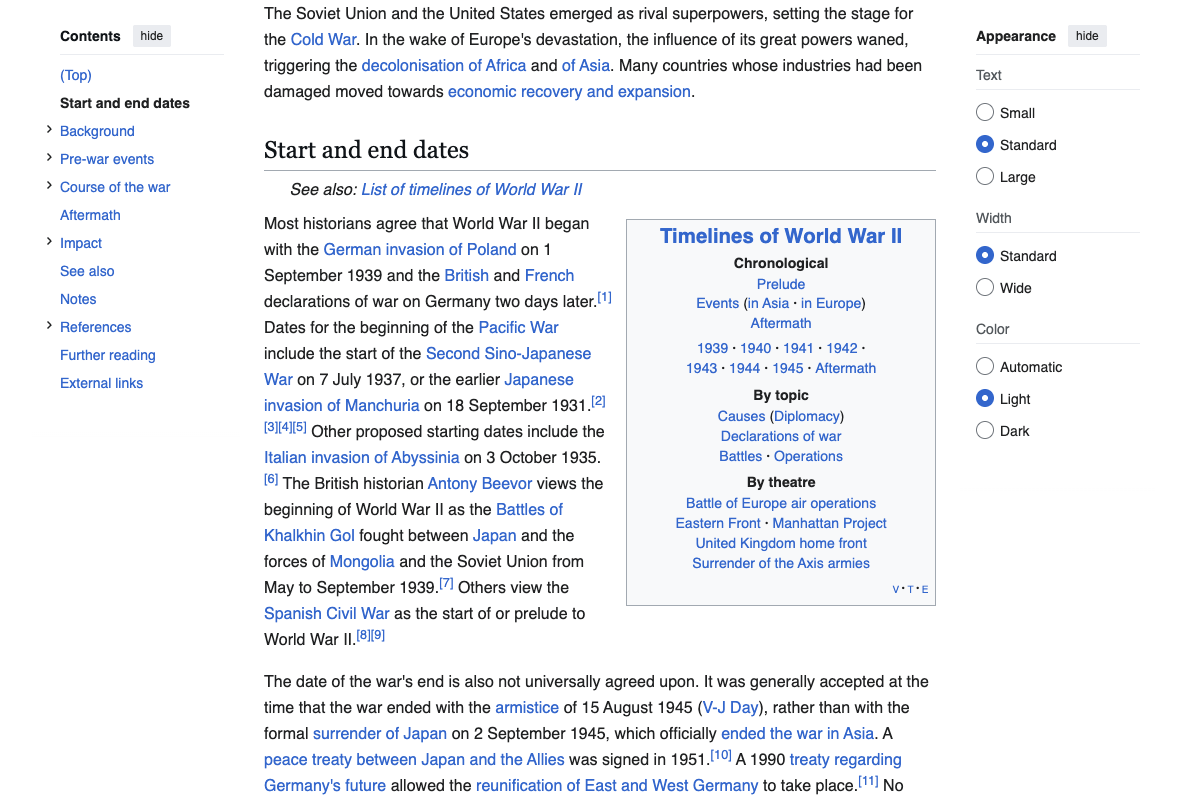 Contents hide
(Top)
Start and end dates
Background
Pre-war events
Course of the war
Aftermath
Impact
See also
Notes
References
Further reading
External links
The Soviet Union and the United States emerged as rival superpowers, setting the stage for
the Cold War. In the wake of Europe's devastation, the influence of its great powers waned,
triggering the decolonisation of Africa and of Asia. Many countries whose industries had been
damaged moved towards economic recovery and expansion.
Start and end dates
See also: List of timelines of World War II
Most historians agree that World War II began
with the German invasion of Poland on 1
September 1939 and the British and French
declarations of war on Germany two days later.[1]
Dates for the beginning of the Pacific War
include the start of the Second Sino-Japanese
War on 7 July 1937, or the earlier Japanese
invasion of Manchuria on 18 September 1931.[2]
[3][4][5] Other proposed starting dates include the
Italian invasion of Abyssinia on 3 October 1935.
[6] The British historian Antony Beevor views the
beginning of World War II as the Battles of
Khalkhin Gol fought between Japan and the
forces of Mongolia and the Soviet Union from
May to September 1939.[7] Others view the
Spanish Civil War as the start of or prelude to
World War II.[8][9]
Timelines of World War II
Chronological
Prelude
Events (in Asia · in Europe)
Aftermath
1939 · 1940 · 1941 · 1942 ·
1943 · 1944 · 1945 · Aftermath
By topic
Causes (Diplomacy)
Declarations of war
Battles · Operations
By theatre
Battle of Europe air operations
Eastern Front · Manhattan Project
United Kingdom home front
Surrender of the Axis armies
V · T · E
The date of the war's end is also not universally agreed upon. It was generally accepted at the
time that the war ended with the armistice of 15 August 1945 (V-J Day), rather than with the
formal surrender of Japan on 2 September 1945, which officially ended the war in Asia. A
peace treaty between Japan and the Allies was signed in 1951.[10] A 1990 treaty regarding
Germany's future allowed the reunification of East and West Germany to take place.[11] No
Appearance hide
Text
Small
Standard
Large
Width
Standard
Wide
Color
Automatic
Light
Dark